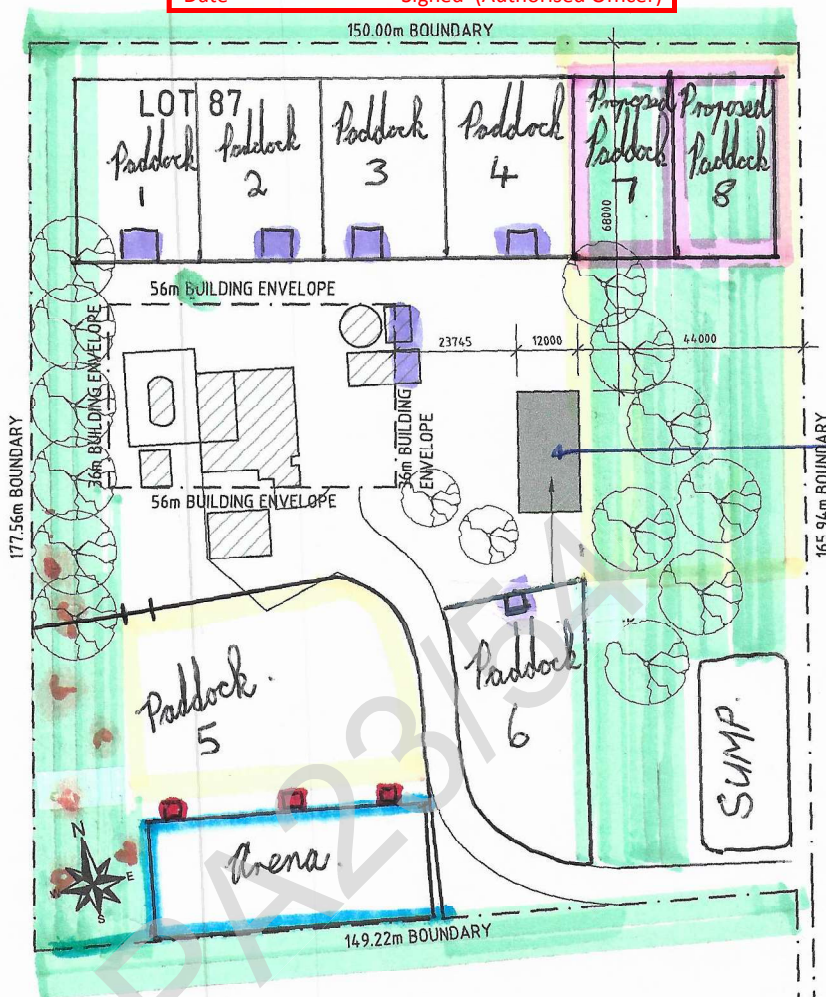 Date Signed (Authorised Officer)
150.00m BOUNDARY
LOT 87
Paddock
1
Paddock
2
Paddock
3
Paddock
4
Proposed
Paddock
7
Proposed
Paddock
8
68000
56m BUILDING ENVELOPE
36m BUILDING ENVELOPE
23745
12000
44000
36m BUILDING
ENVELOPE
56m BUILDING ENVELOPE
177.56m BOUNDARY
165.94m BOUNDARY
Paddock.
5
Paddock
6
SUMP.
Arena.
N
E
S
W
149.22m BOUNDARY
PA23/54